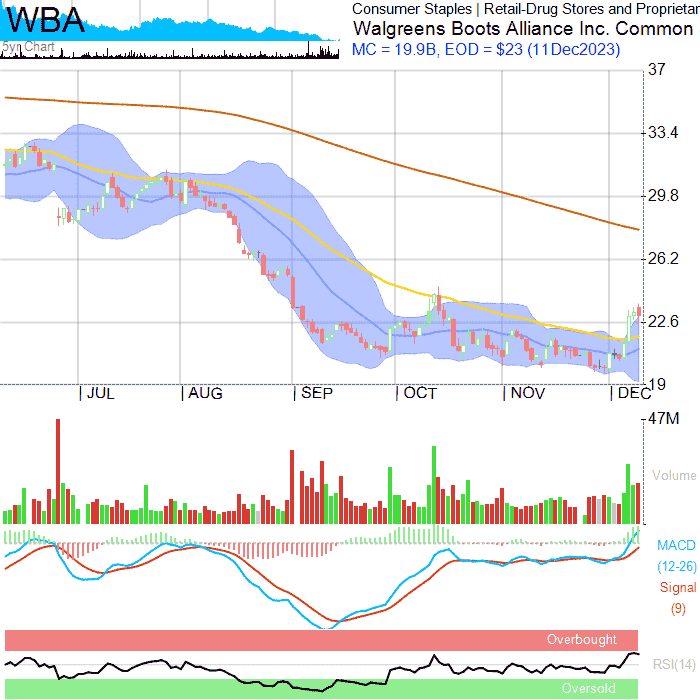 WBA
5yr Chart
Consumer Staples | Retail-Drug Stores and Proprietar
Walgreens Boots Alliance Inc. Common
MC = 19.9B, EOD = $23 (11Dec2023)
37
33.4
29.8
26.2
22.6
19
| JUL | AUG | SEP | OCT | NOV | DEC
47M
Volume
MACD
(12-26)
Signal
(9)
Overbought
RSI(14)
Oversold